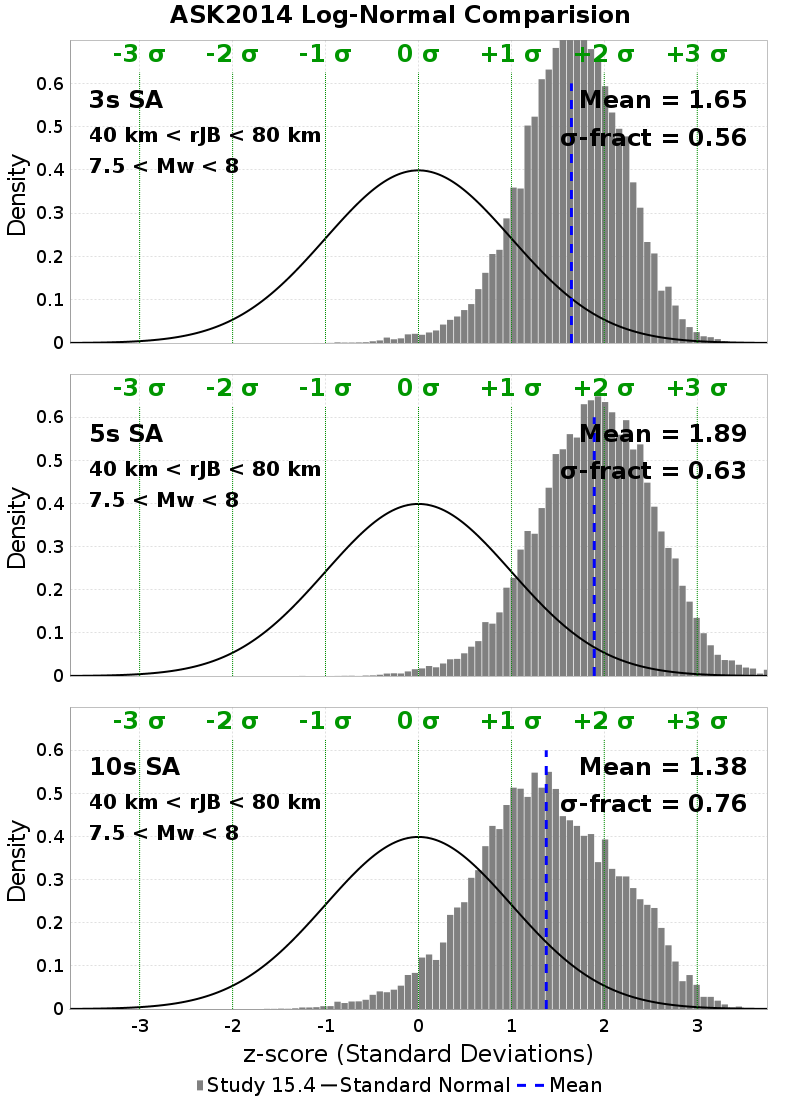 ASK2014 Log-Normal Comparision
-3 σ -2 σ -1 σ 0 σ +1 σ +2 σ +3 σ
3s SA
Mean = 1.65
40 km < rJB < 80 km
σ-fract = 0.56
7.5 < Mw < 8
Density
0.6
0.5
0.4
0.3
0.2
0.1
0
-3 σ -2 σ -1 σ 0 σ +1 σ +2 σ +3 σ
5s SA
Mean = 1.89
40 km < rJB < 80 km
σ-fract = 0.63
7.5 < Mw < 8
Density
0.6
0.5
0.4
0.3
0.2
0.1
0
-3 σ -2 σ -1 σ 0 σ +1 σ +2 σ +3 σ
10s SA
Mean = 1.38
40 km < rJB < 80 km
σ-fract = 0.76
7.5 < Mw < 8
Density
0.6
0.5
0.4
0.3
0.2
0.1
0
-3 -2 -1 0 1 2 3
z-score (Standard Deviations)
Study 15.4 Standard Normal Mean